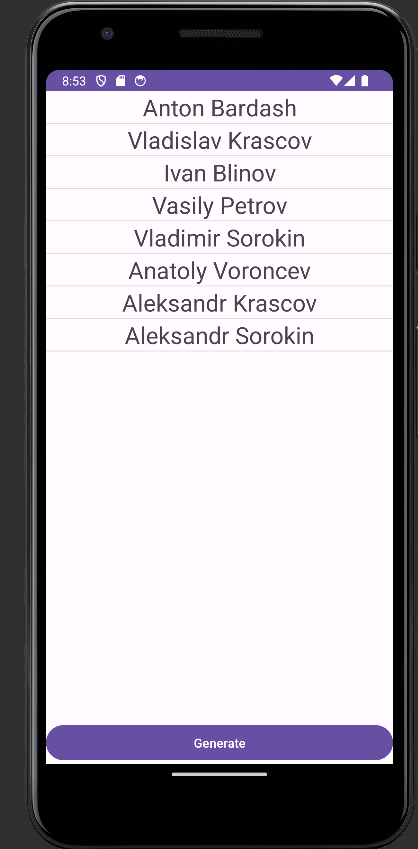 8:53
Anton Bardash
Vladislav Krascov
Ivan Blinov
Vasily Petrov
Vladimir Sorokin
Anatoly Voroncev
Aleksandr Krascov
Aleksandr Sorokin
Generate